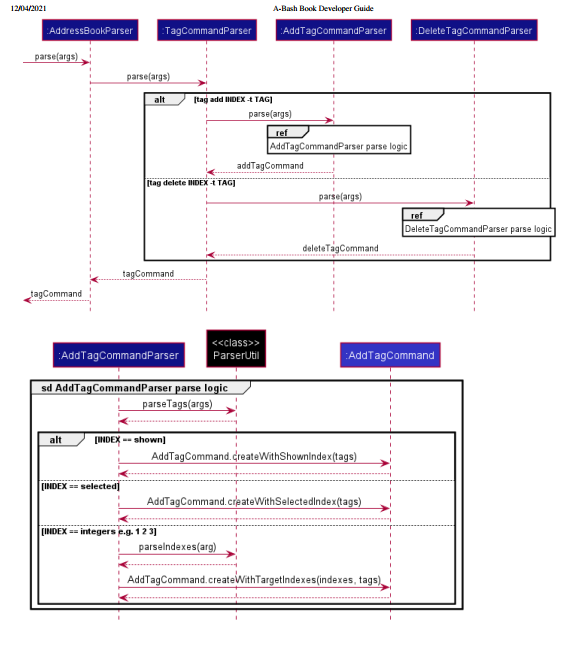 12/04/2021 A-Bash Book Developer Guide
:AddressBookParser :TagCommandParser :AddTagCommandParser :DeleteTagCommandParser
parse(args)
parse(args)
alt [tag add INDEX -t TAG]
parse(args)
ref
AddTagCommandParser parse logic
addTagCommand
[tag delete INDEX -t TAG]
parse(args)
ref
DeleteTagCommandParser parse logic
deleteTagCommand
tagCommand
tagCommand
:AddTagCommandParser <<class>> ParserUtil :AddTagCommand
sd AddTagCommandParser parse logic
parseTags(args)
alt [INDEX == shown]
AddTagCommand.createWithShownIndex(tags)
[INDEX == selected]
AddTagCommand.createWithSelectedIndex(tags)
[INDEX == integers e.g. 1 2 3]
parseIndexes(arg)
AddTagCommand.createWithTargetIndexes(indexes, tags)